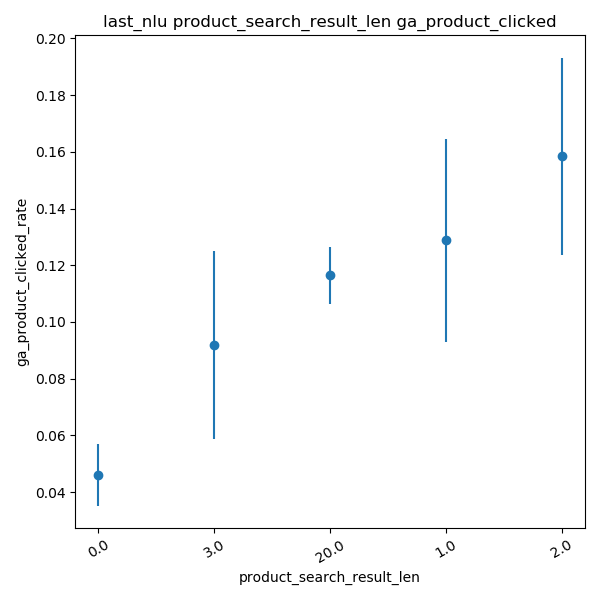 last_nlu product_search_result_len ga_product_clicked
0.20
0.18
0.16
0.14
0.12
0.10
0.08
0.06
0.04
ga_product_clicked_rate
0.0 3.0 20.0 1.0 2.0
product_search_result_len